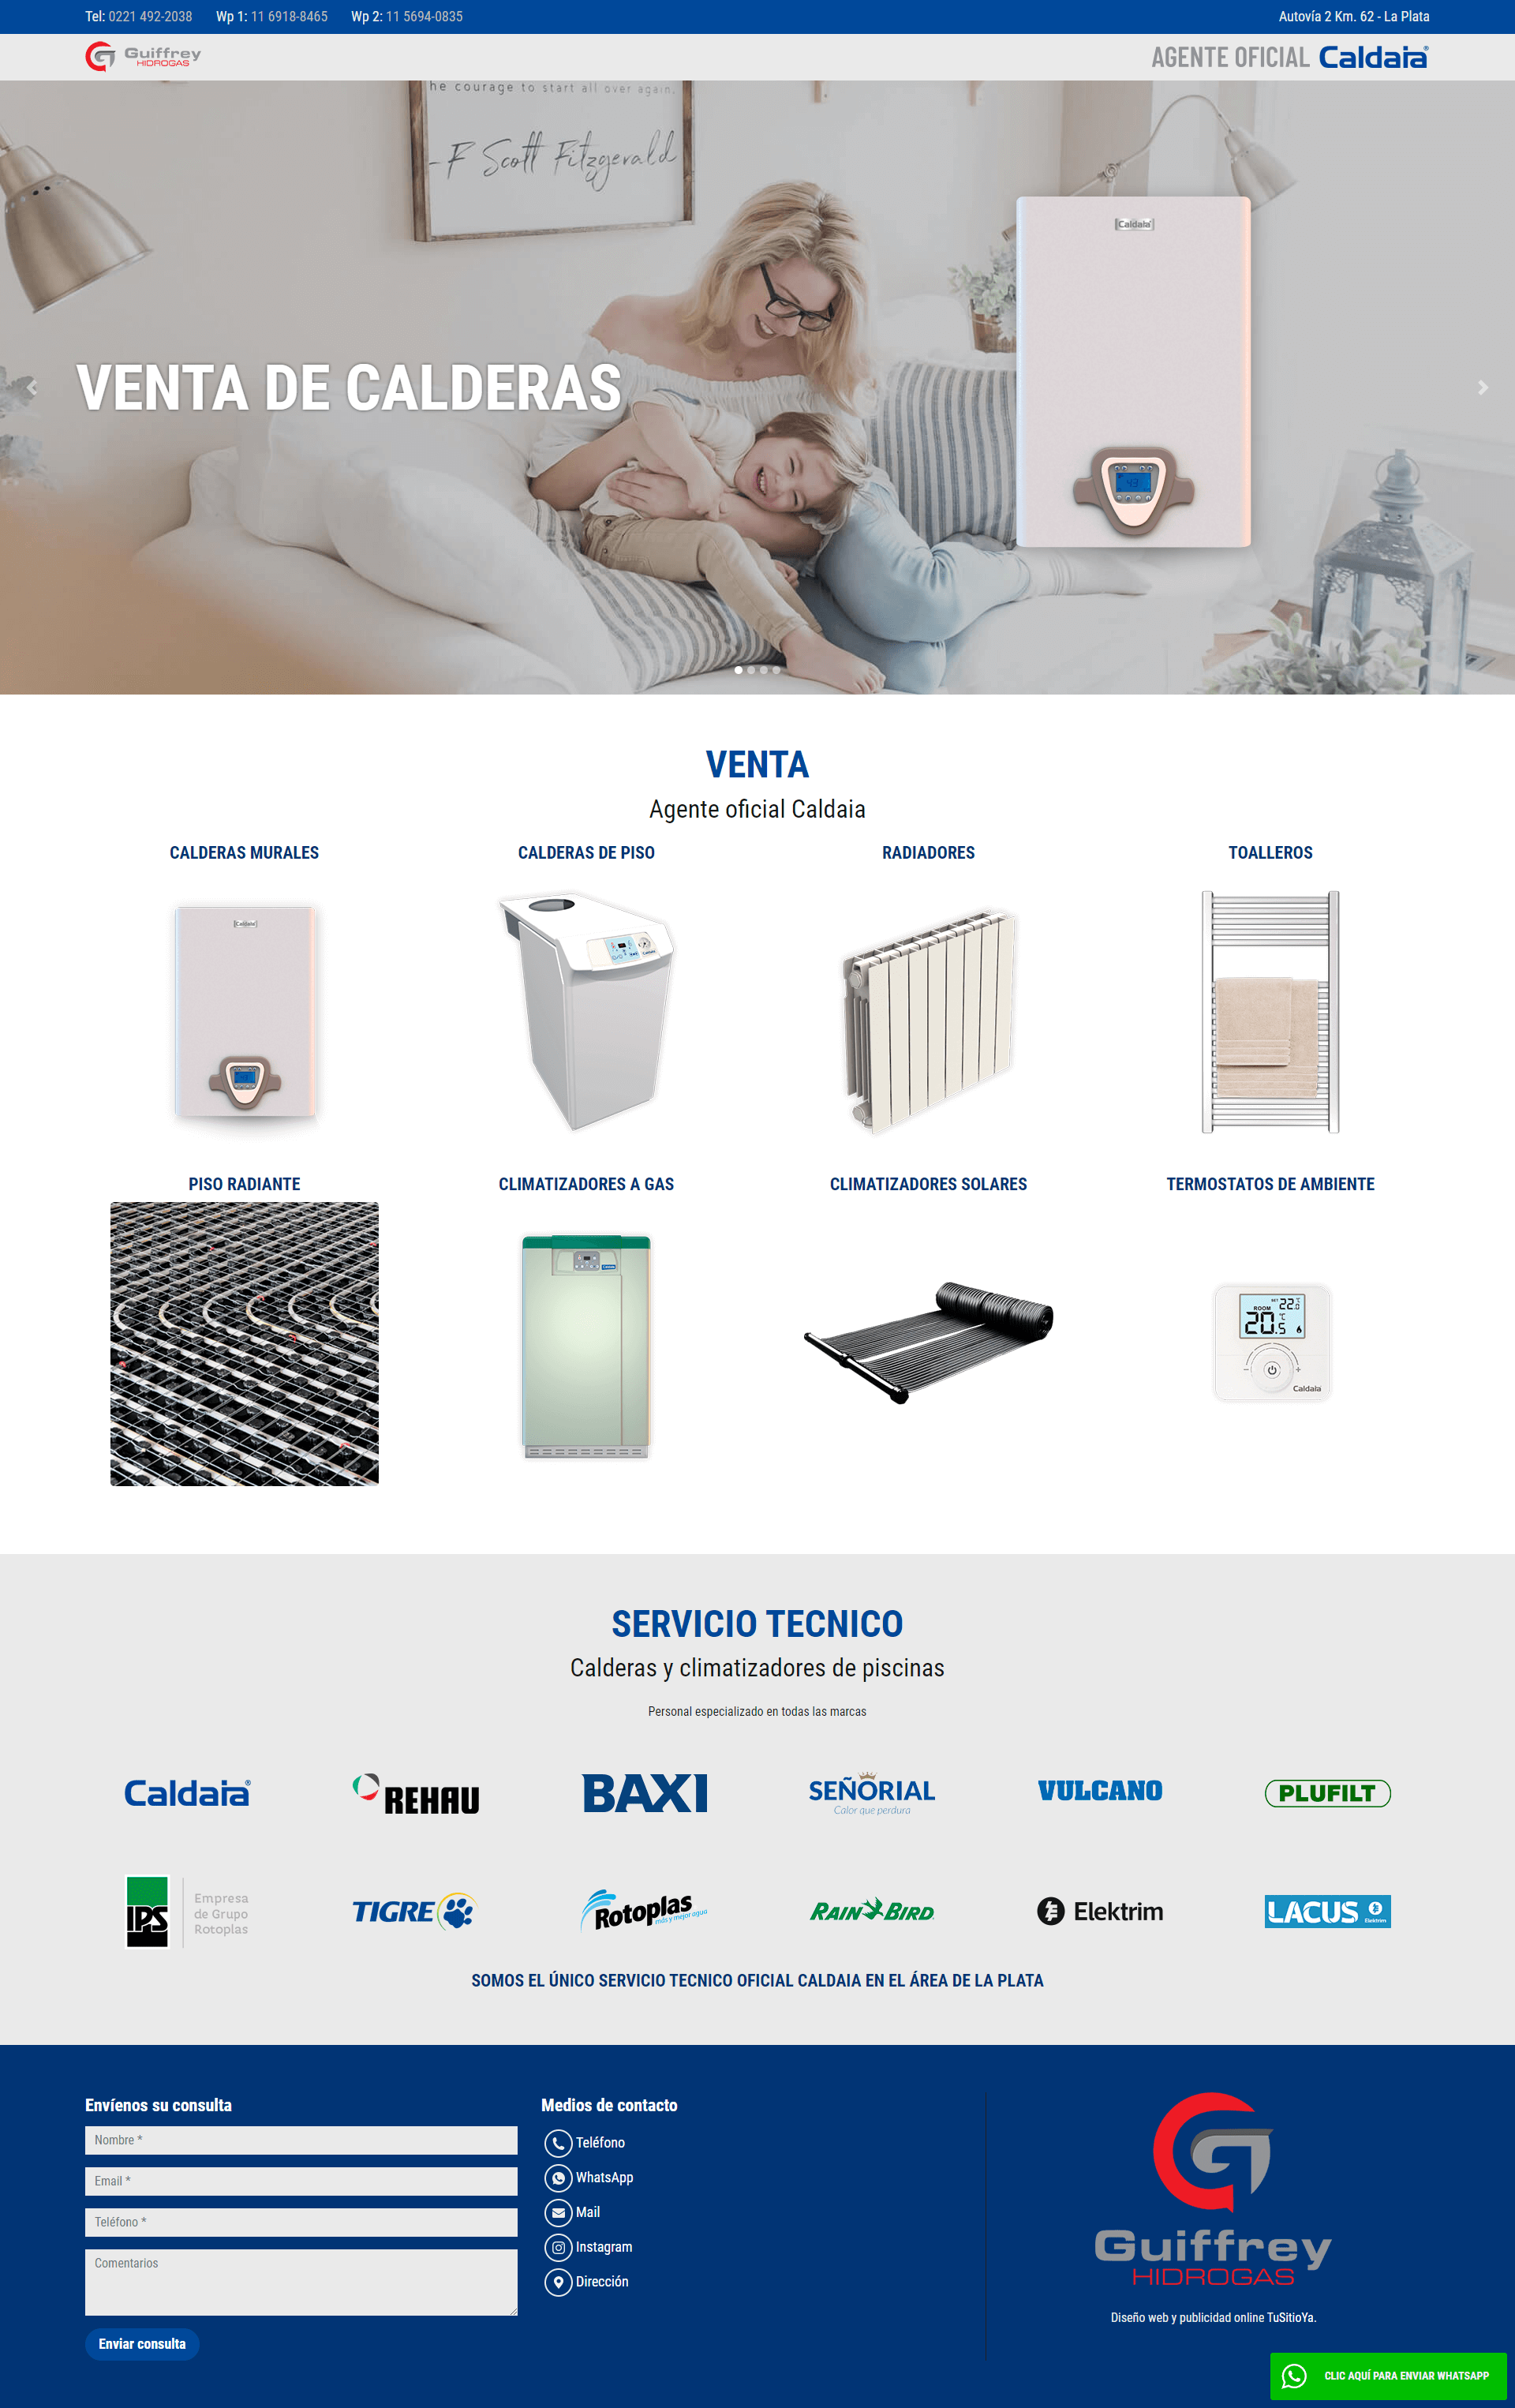 Tel: 0221 492-2038 Wp 1: 11 6918-8465 Wp 2: 11 5694-0835 Autovía 2 Km. 62 - La Plata
Guiffrey
HIDROGAS
AGENTE OFICIAL Caldaia
he courage to start all over again.
-F Scott Fitzgerald
Caldaia
VENTA DE CALDERAS
VENTA
Agente oficial Caldaia
CALDERAS MURALES
CALDERAS DE PISO
RADIADORES
TOALLEROS
Caldaia
PISO RADIANTE
CLIMATIZADORES A GAS
CLIMATIZADORES SOLARES
TERMOSTATOS DE AMBIENTE
ROOM
20.5 °C
SET 22.0 °C
Caldaia
SERVICIO TECNICO
Calderas y climatizadores de piscinas
Personal especializado en todas las marcas
Caldaia
REHAU
BAXI
SEÑORIAL
Calor que perdura
VULCANO
PLUFILT
IPS
Empresa
de Grupo
Rotoplas
TIGRE
Rotoplas
más y mejor agua
RAIN BIRD
Elektrim
LACUS
Elektrim
SOMOS EL ÚNICO SERVICIO TECNICO OFICIAL CALDAIA EN EL ÁREA DE LA PLATA
Envíenos su consulta
Nombre *
Email *
Teléfono *
Comentarios
Enviar consulta
Medios de contacto
Teléfono
WhatsApp
Mail
Instagram
Dirección
Guiffrey
HIDROGAS
Diseño web y publicidad online TuSitioYa.
CLIC AQUÍ PARA ENVIAR WHATSAPP